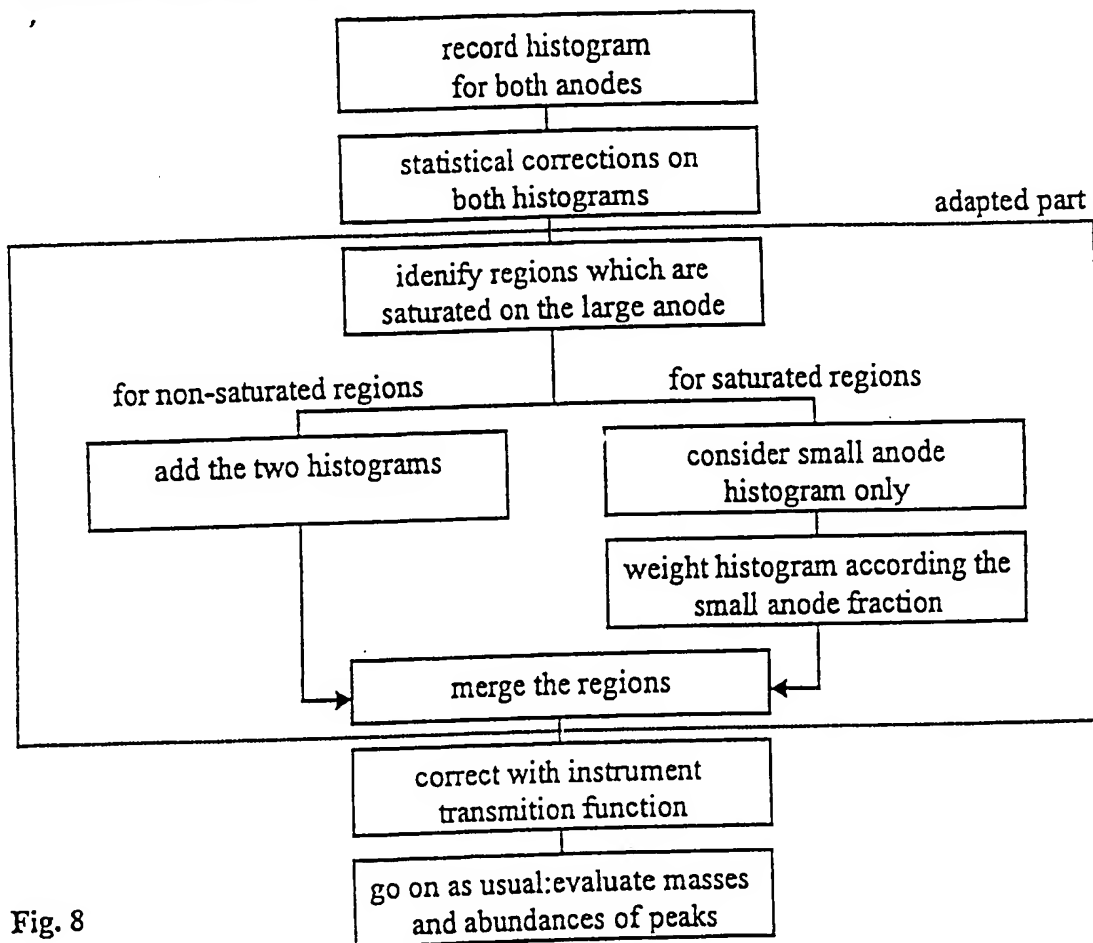 record histogram
for both anodes
statistical corrections on
both histograms
adapted part
idenify regions which are
saturated on the large anode
for non-saturated regions
for saturated regions
add the two histograms
consider small anode
histogram only
weight histogram according the
small anode fraction
merge the regions
correct with instrument
transmition function
go on as usual:evaluate masses
and abundances of peaks
Fig. 8